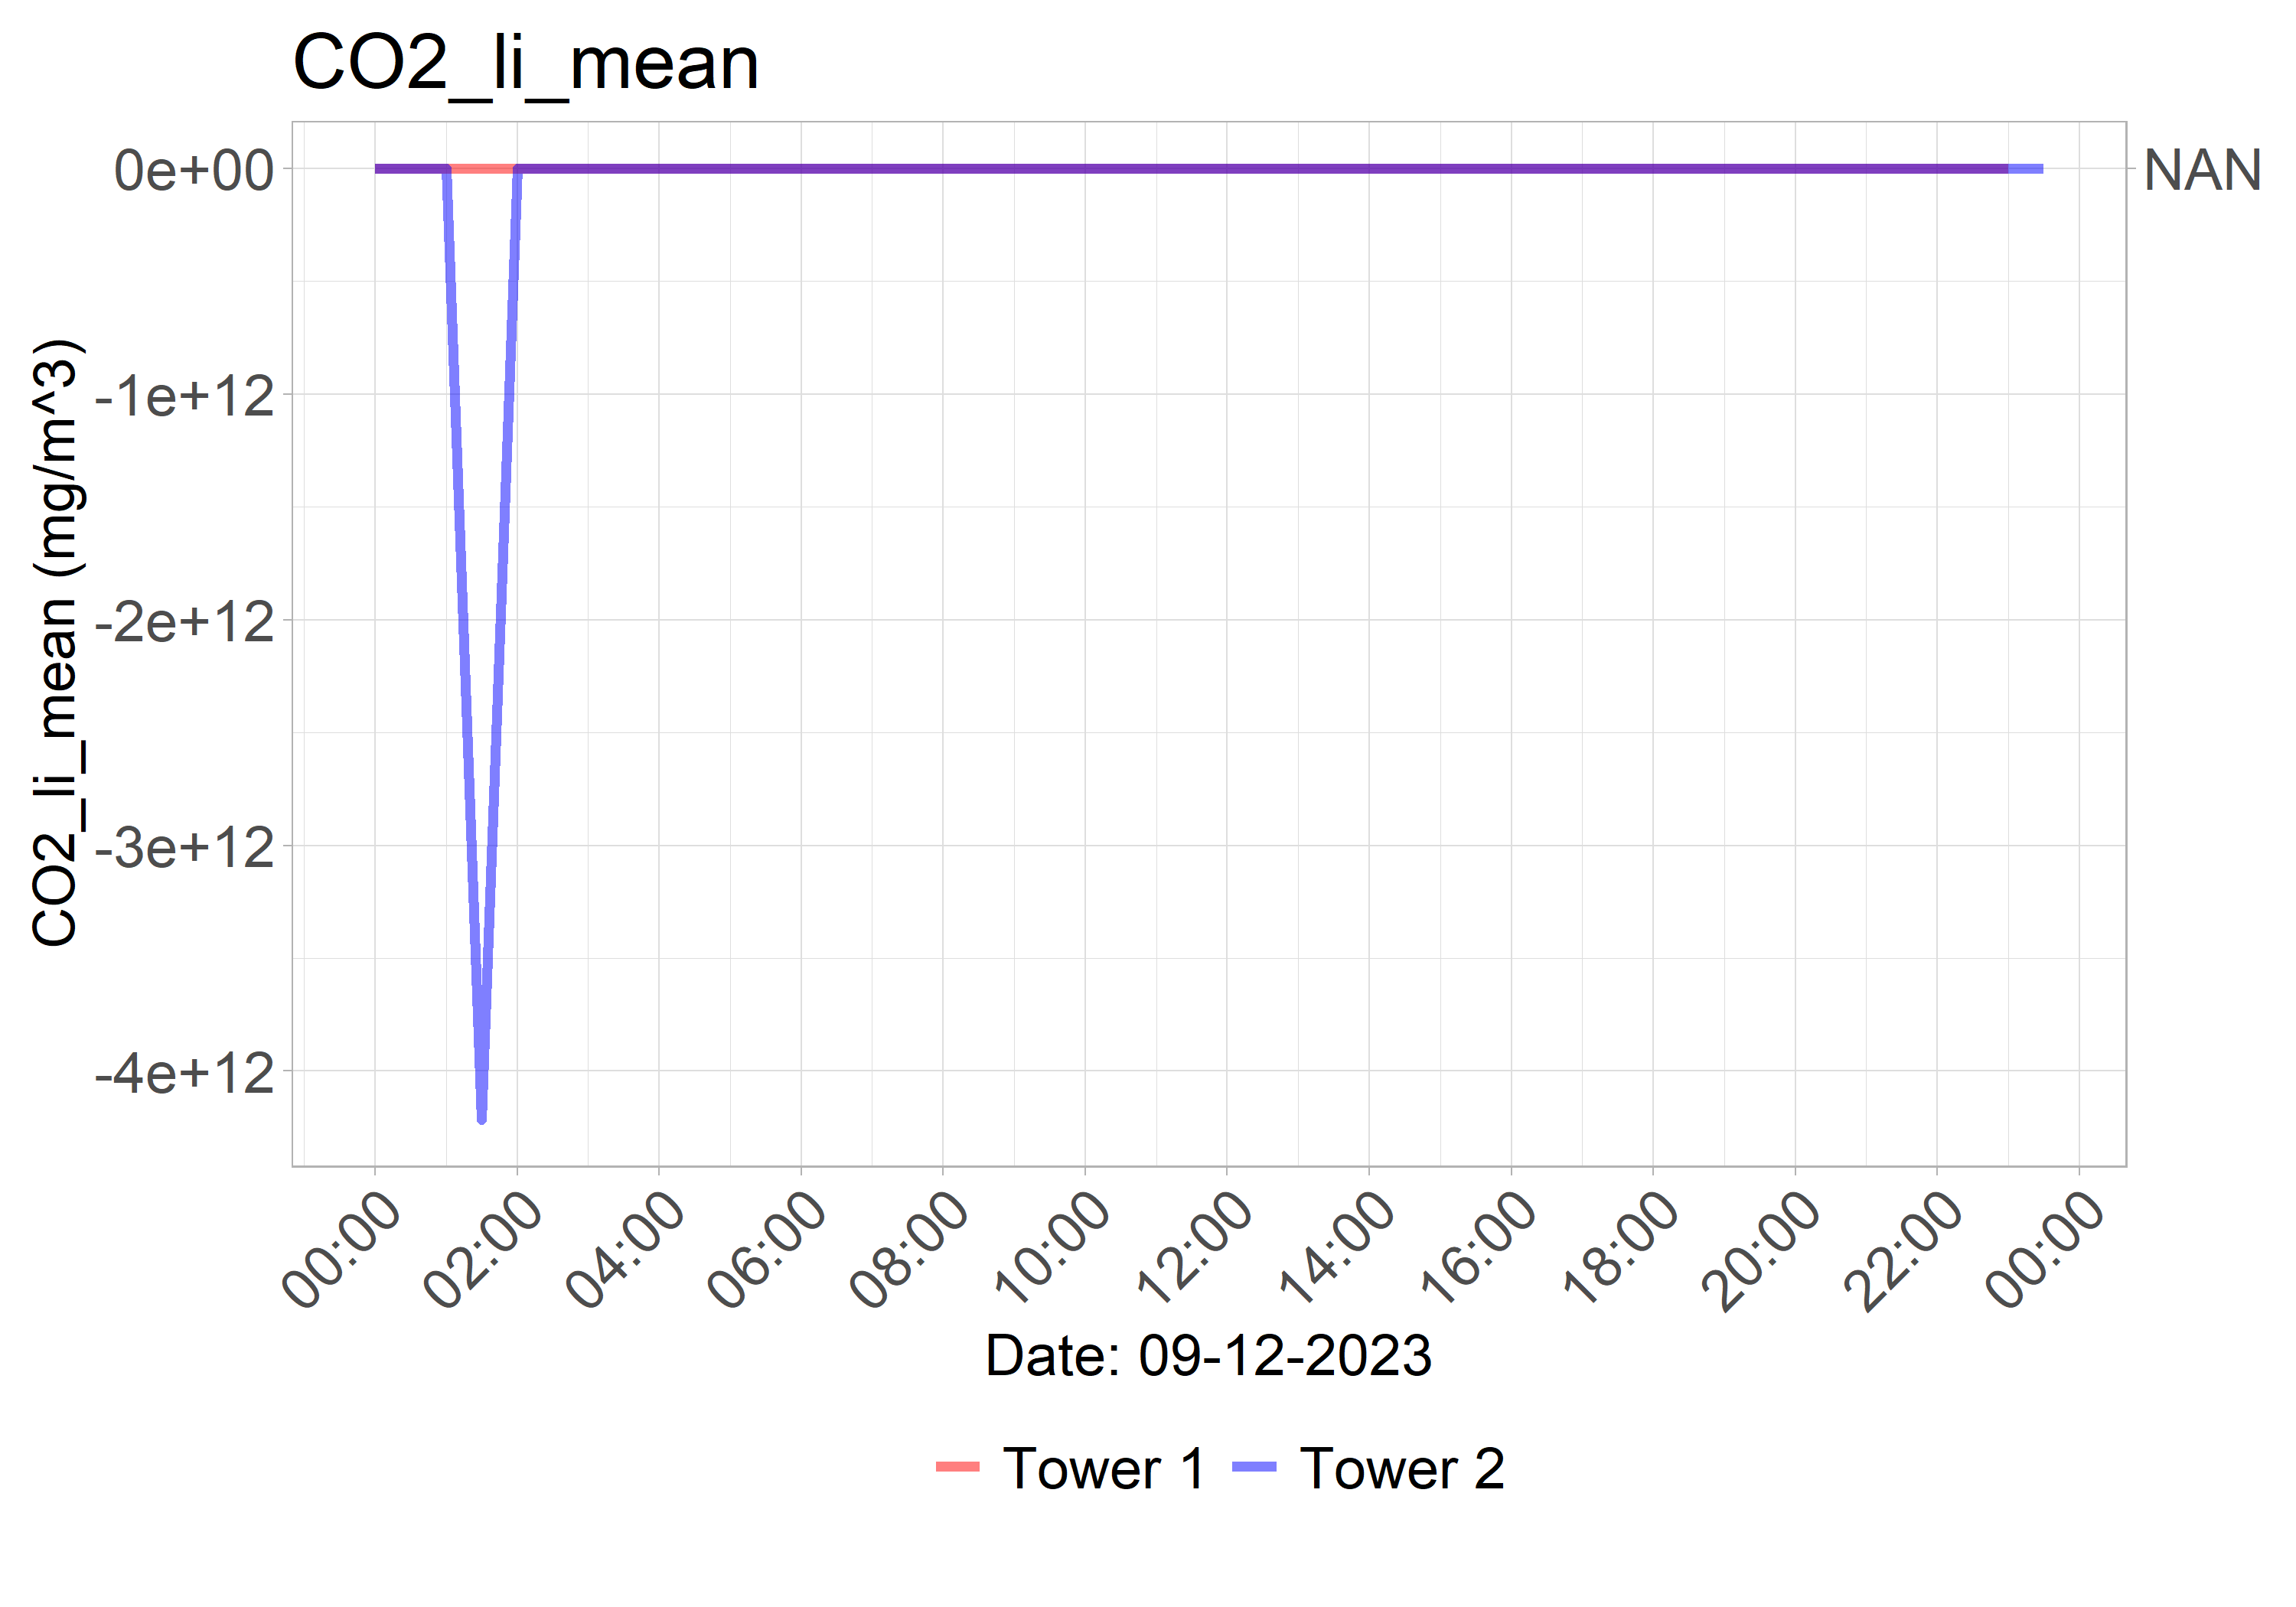 CO2_li_mean
CO2_li_mean (mg/m^3)
0e+00
-1e+12
-2e+12
-3e+12
-4e+12
NAN
00:00
02:00
04:00
06:00
08:00
10:00
12:00
14:00
16:00
18:00
20:00
22:00
00:00
Date: 09-12-2023
Tower 1 Tower 2